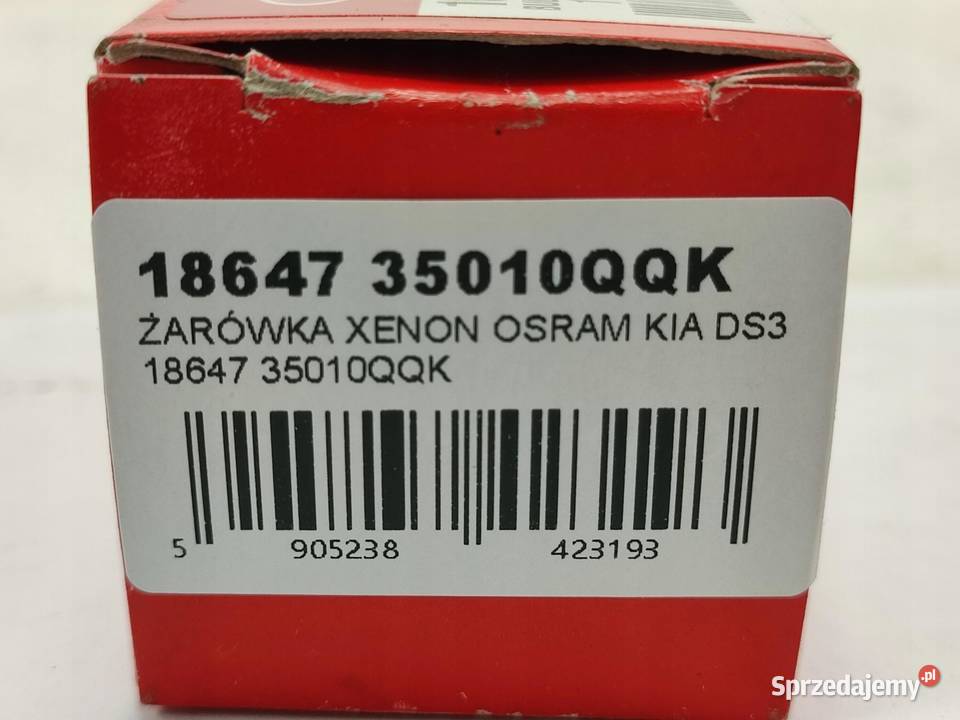 18647 35010QQK
ŻARÓWKA XENON OSRAM KIA DS3
18647 35010QQK
5 905238 423193
Sprzedajemy.pl